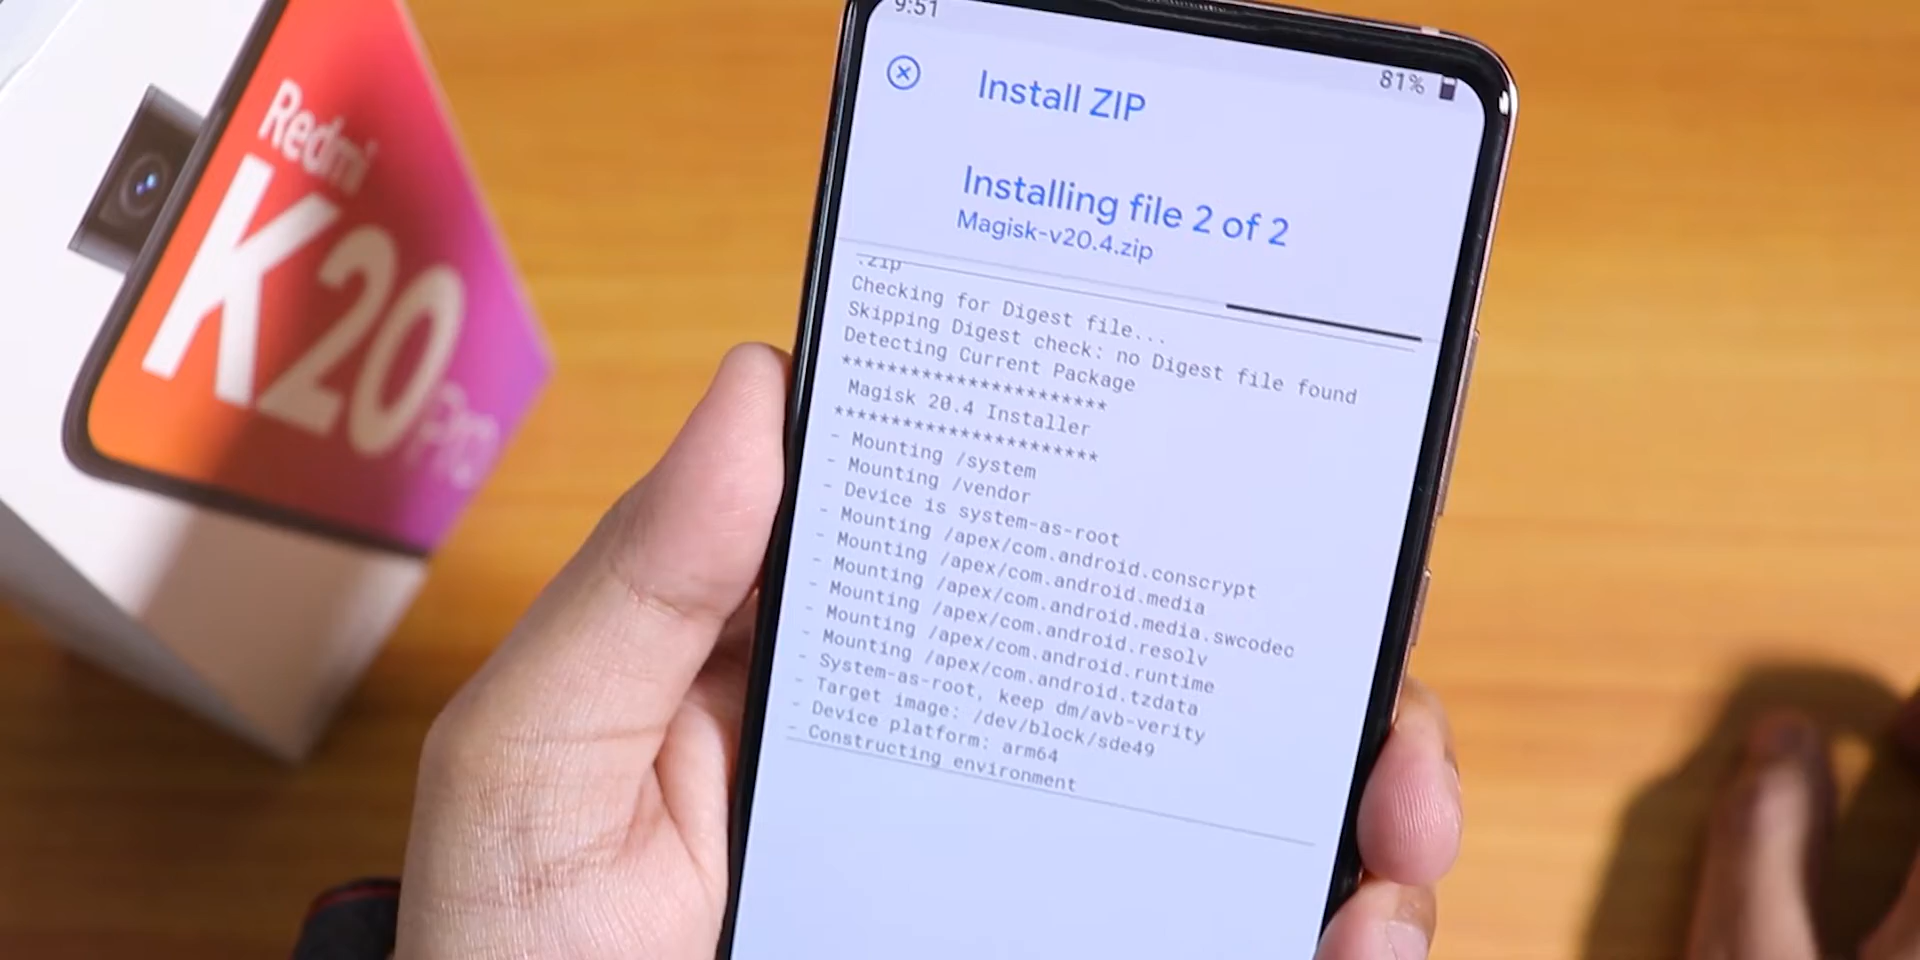 Redmi
K20
PRO
9:51
81%
Install ZIP
Installing file 2 of 2
Magisk-v20.4.zip
.zip
Checking for Digest file...
Skipping Digest check: no Digest file found
Detecting Current Package
***********************
Magisk 20.4 Installer
***********************
- Mounting /system
- Mounting /vendor
- Device is system-as-root
- Mounting /apex/com.android.conscrypt
- Mounting /apex/com.android.media
- Mounting /apex/com.android.media.swcodec
- Mounting /apex/com.android.resolv
- Mounting /apex/com.android.runtime
- Mounting /apex/com.android.tzdata
- System-as-root, keep dm/avb-verity
- Target image: /dev/block/sde49
- Device platform: arm64
- Constructing environment